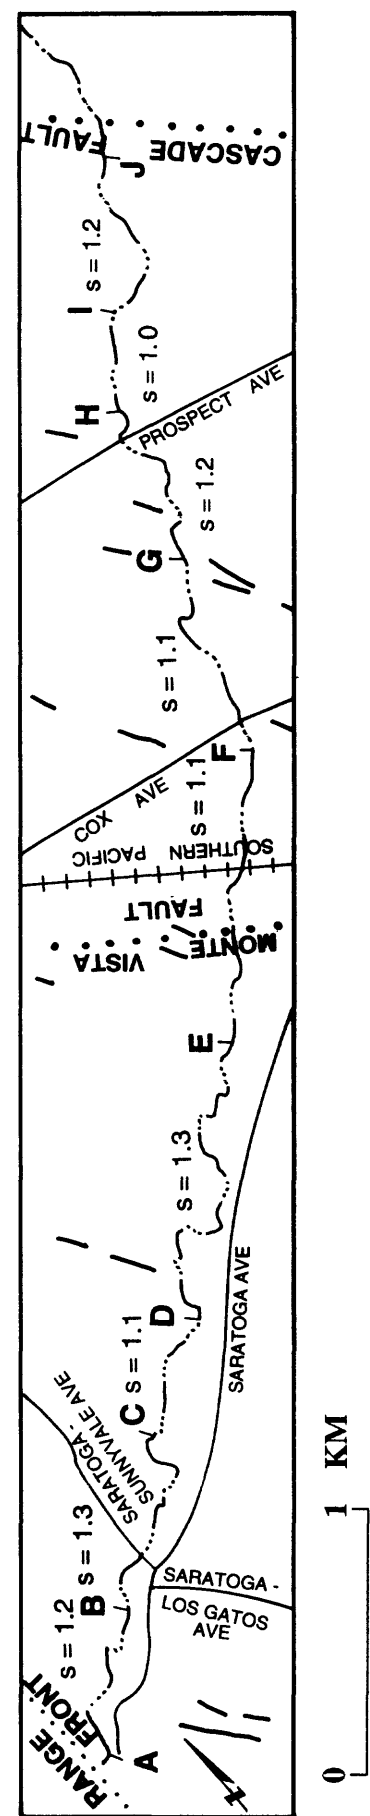 CASCADE
FAULT
J
s = 1.2
I
s = 1.0
H
PROSPECT AVE
s = 1.2
G
s = 1.1
F
s = 1.1
COX AVE
SOUTHERN PACIFIC
MONTE VISTA
FAULT
E
s = 1.3
SARATOGA AVE
D
s = 1.1
C
SARATOGA -
SUNNYVALE AVE
s = 1.3
B
s = 1.2
SARATOGA -
LOS GATOS
AVE
RANGE
FRONT
A
0 1 KM